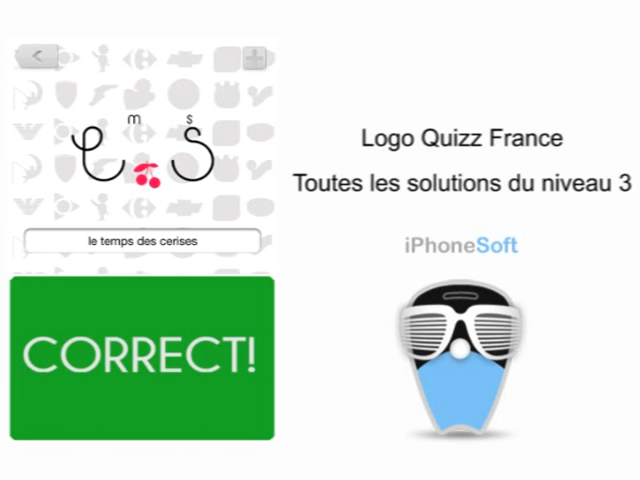 m s
le temps des cerises
CORRECT!
Logo Quizz France
Toutes les solutions du niveau 3
iPhoneSoft